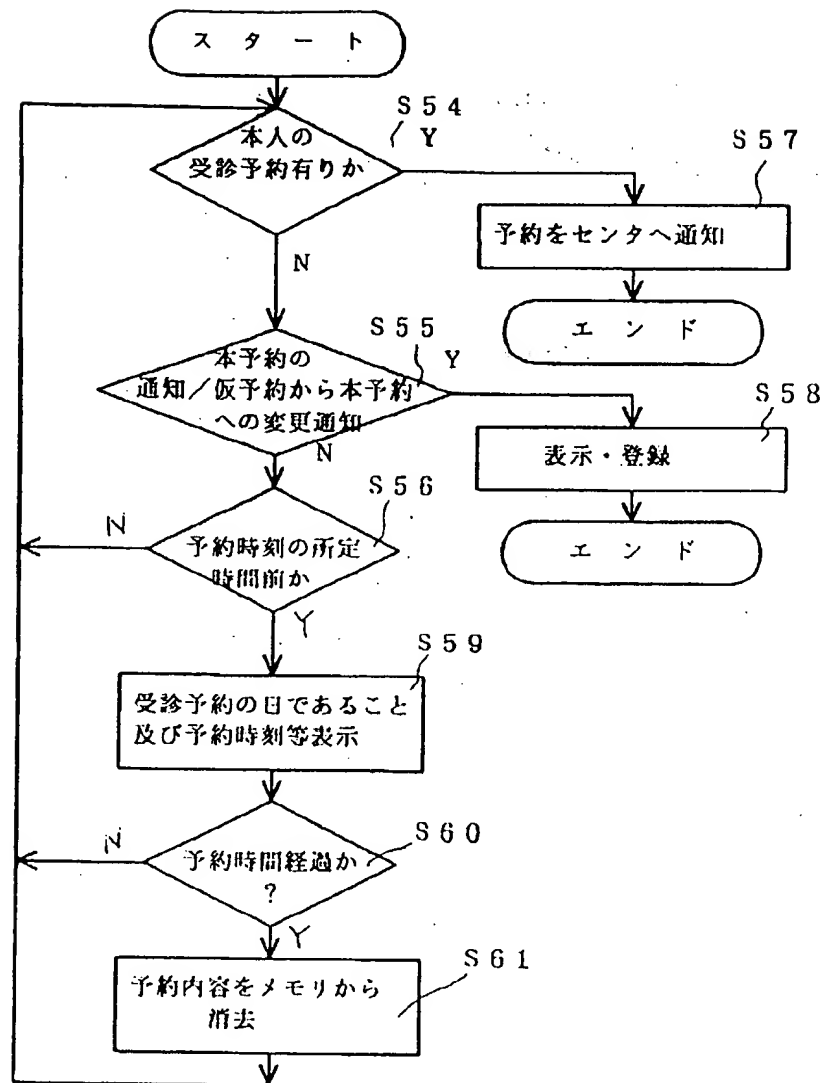 スタート
S54
本人の
受診予約有りか
Y
S57
予約をセンタへ通知
N
エンド
S55
本予約の
通知/仮予約から本予約
への変更通知
Y
S58
表示・登録
N
エンド
S56
予約時刻の所定
時間前か
N
Y
S59
受診予約の日であること
及び予約時刻等表示
S60
予約時間経過か
?
N
Y
S61
予約内容をメモリから
消去